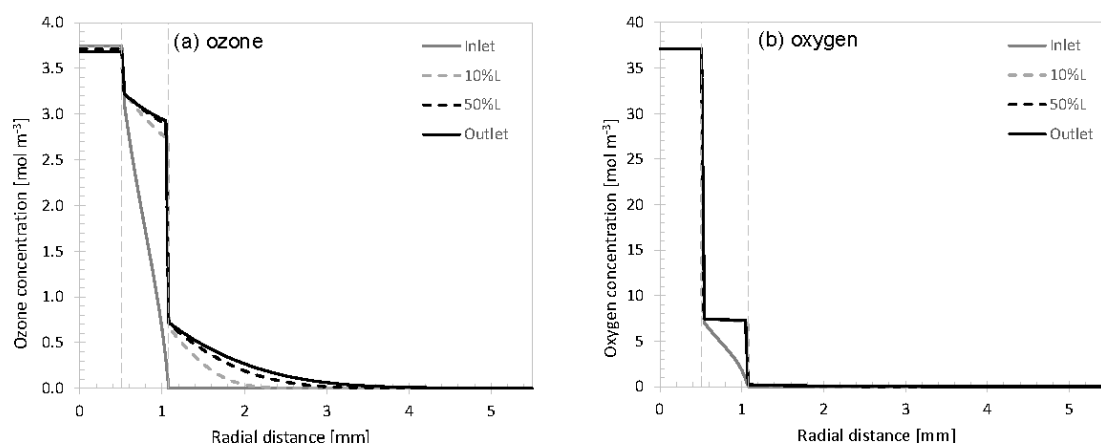 (a) ozone
Ozone concentration [mol m⁻³]
4.0
3.5
3.0
2.5
2.0
1.5
1.0
0.5
0.0
0
1
2
3
4
5
Radial distance [mm]
Inlet
10%L
50%L
Outlet
(b) oxygen
Oxygen concentration [mol m⁻³]
40
35
30
25
20
15
10
5
0
0
1
2
3
4
5
Radial distance [mm]
Inlet
10%L
50%L
Outlet